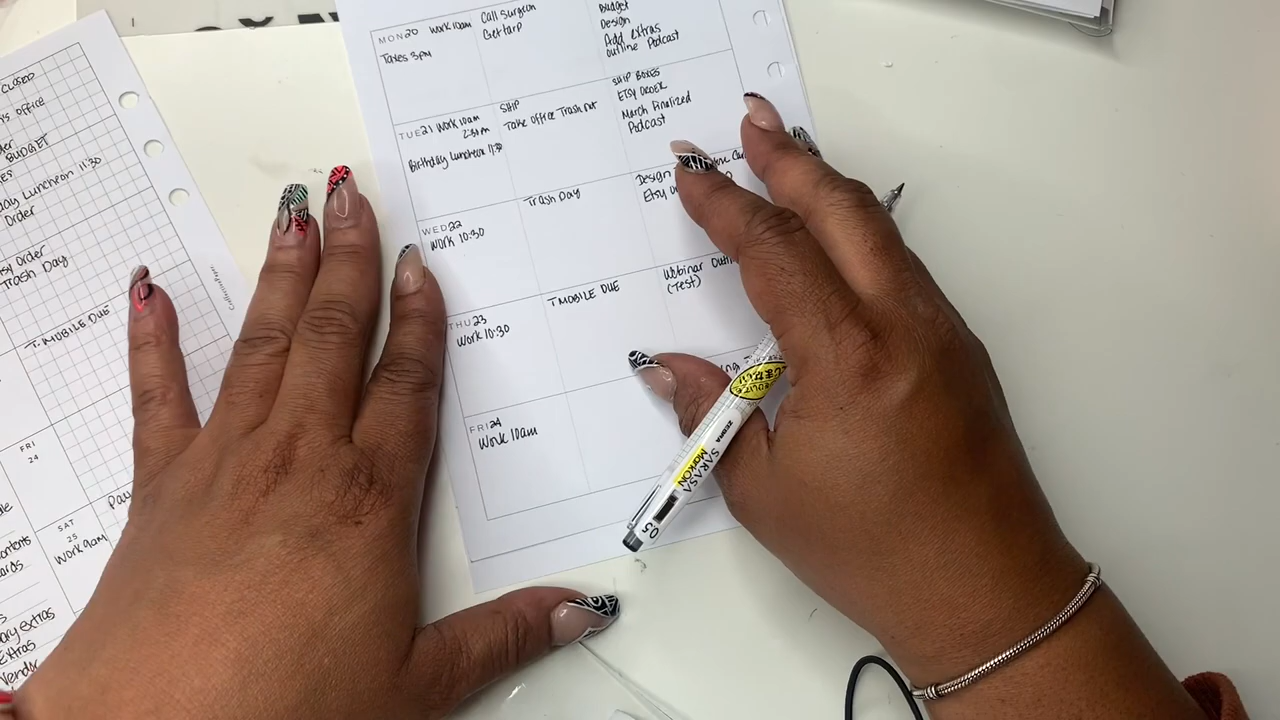 CLOSED
office
BUDGET
day Luncheon 11:30
Order
Order
Trash Day
T. MOBILE DUE
FRI
24
Pay
SAT
25
Work 9am
Extras
MON 20 Work 10am
Taxes 3pm
Call Surgeon
Get Tarp
Budget
Design
Add Extras
Outline Podcast
TUE 21 Work 10am
2:30pm
Birthday Luncheon 11:30
SHIP
Take Office Trash out
SHIP BOXES
ETSY ORDER
March Finalized
Podcast
WED 22
Work 10:30
Trash Day
Design
Etsy
THU 23
Work 10:30
T MOBILE DUE
Webinar
(Test)
FRI 24
Work 10am
ZEBRA
SARASA
MARKON
0.5